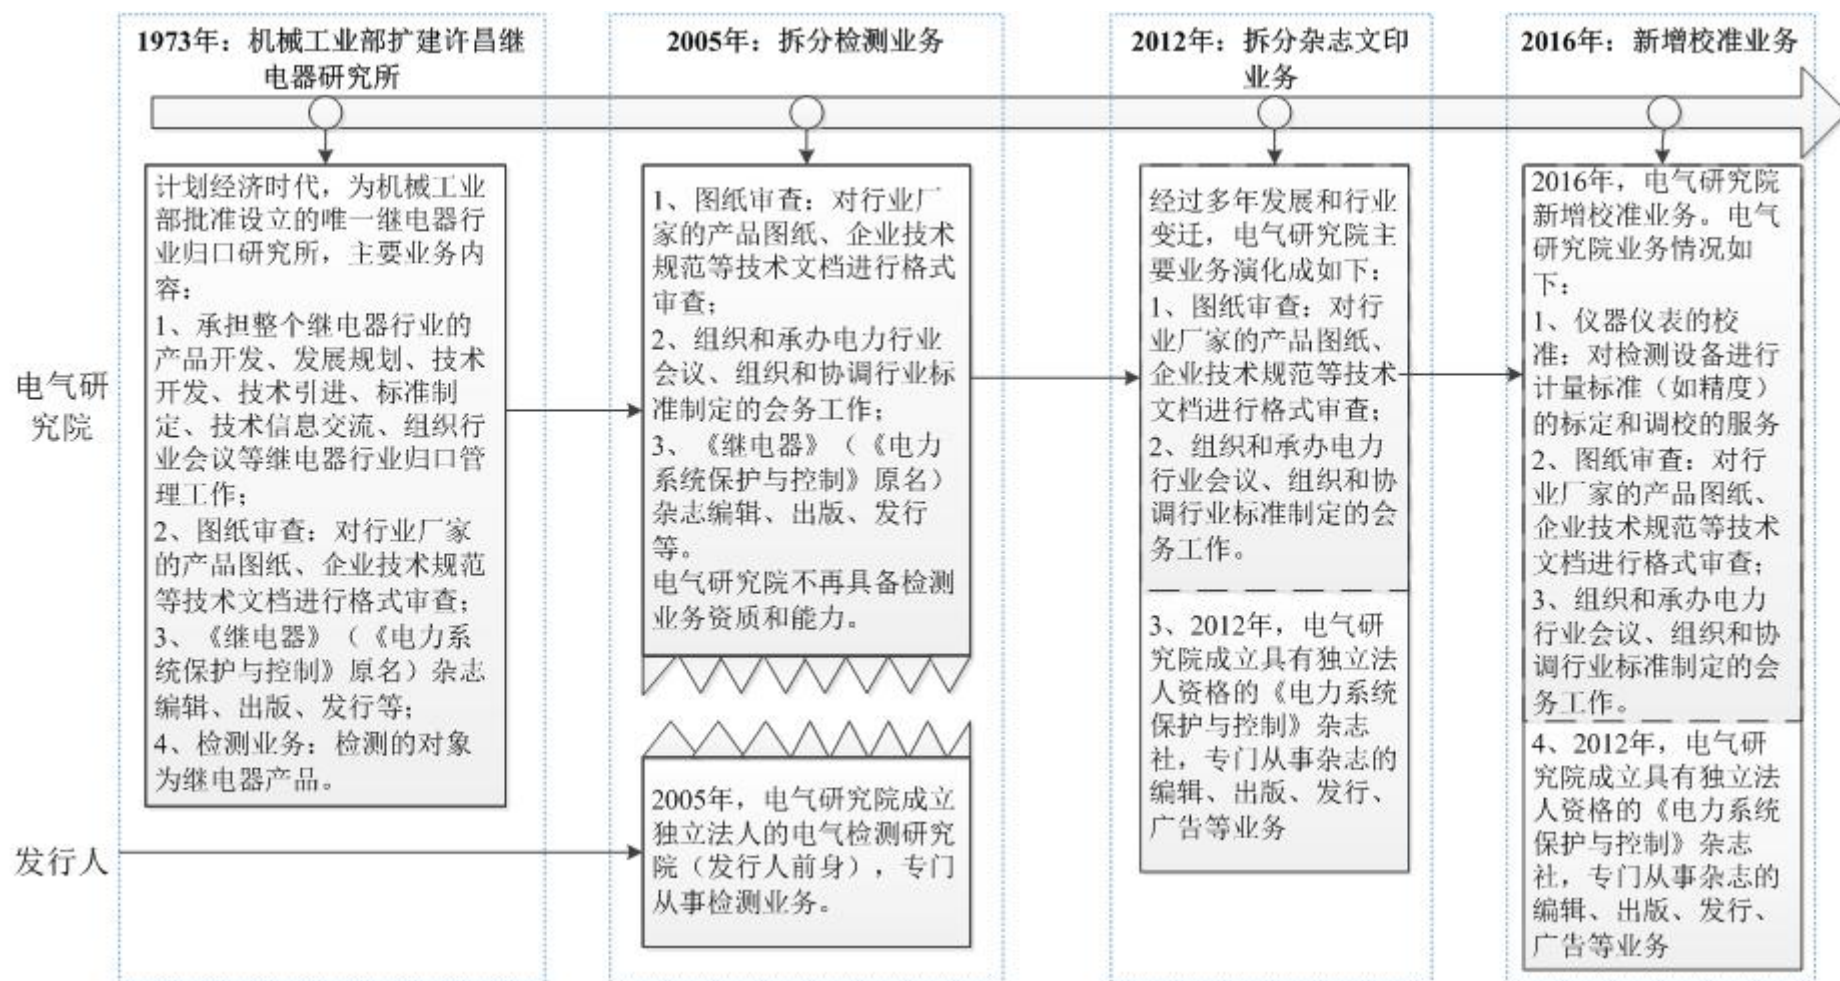 1973年：机械工业部扩建许昌继
电器研究所
2005年：拆分检测业务
2012年：拆分杂志文印
业务
2016年：新增校准业务
电气研
究院
计划经济时代，为机械工业
部批准设立的唯一继电器行
业归口研究所，主要业务内
容：
1、承担整个继电器行业的
产品开发、发展规划、技术
开发、技术引进、标准制
定、技术信息交流、组织行
业会议等继电器行业归口管
理工作；
2、图纸审查：对行业厂家
的产品图纸、企业技术规范
等技术文档进行格式审查；
3、《继电器》（《电力系
统保护与控制》原名）杂志
编辑、出版、发行等；
4、检测业务：检测的对象
为继电器产品。
1、图纸审查：对行业厂
家的产品图纸、企业技术
规范等技术文档进行格式
审查；
2、组织和承办电力行业
会议、组织和协调行业标
准制定的会务工作；
3、《继电器》（《电力
系统保护与控制》原名）
杂志编辑、出版、发行
等。
电气研究院不再具备检测
业务资质和能力。
经过多年发展和行业
变迁，电气研究院主
要业务演化成如下：
1、图纸审查：对行
业厂家的产品图纸、
企业技术规范等技术
文档进行格式审查；
2、组织和承办电力
行业会议、组织和协
调行业标准制定的会
务工作。
3、2012年，电气研
究院成立具有独立法
人资格的《电力系统
保护与控制》杂志
社，专门从事杂志的
编辑、出版、发行、
广告等业务
2016年，电气研究院
新增校准业务。电气
研究院业务情况如
下：
1、仪器仪表的校
准：对检测设备进行
计量标准（如精度）
的标定和调校的服务
2、图纸审查：对行
业厂家的产品图纸、
企业技术规范等技术
文档进行格式审查；
3、组织和承办电力
行业会议、组织和协
调行业标准制定的会
务工作。
4、2012年，电气研
究院成立具有独立法
人资格的《电力系统
保护与控制》杂志
社，专门从事杂志的
编辑、出版、发行、
广告等业务
发行人
2005年，电气研究院成立
独立法人的电气检测研究
院（发行人前身），专门
从事检测业务。